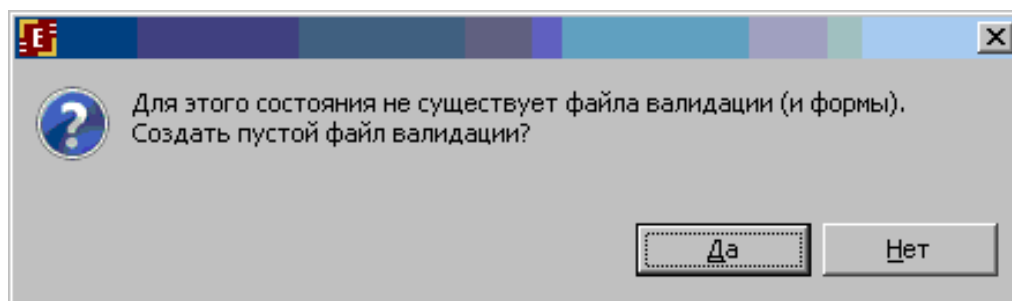 E
Для этого состояния не существует файла валидации (и формы).
Создать пустой файл валидации?
Да
Нет